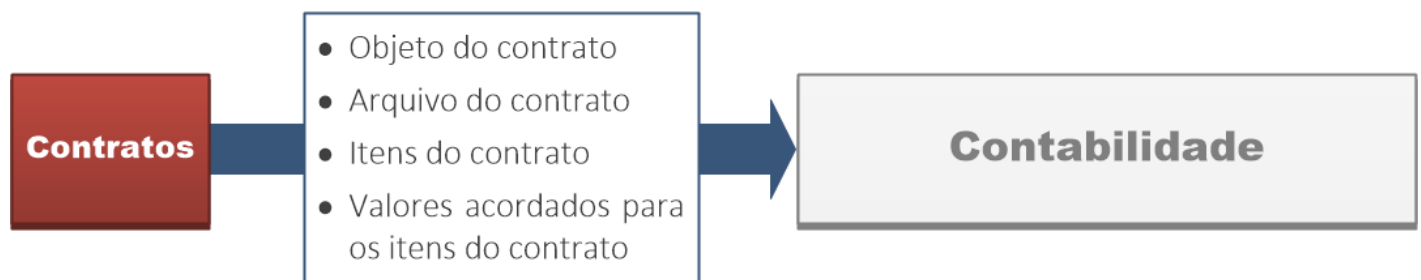 Contratos
● Objeto do contrato
● Arquivo do contrato
● Itens do contrato
● Valores acordados para
os itens do contrato
Contabilidade